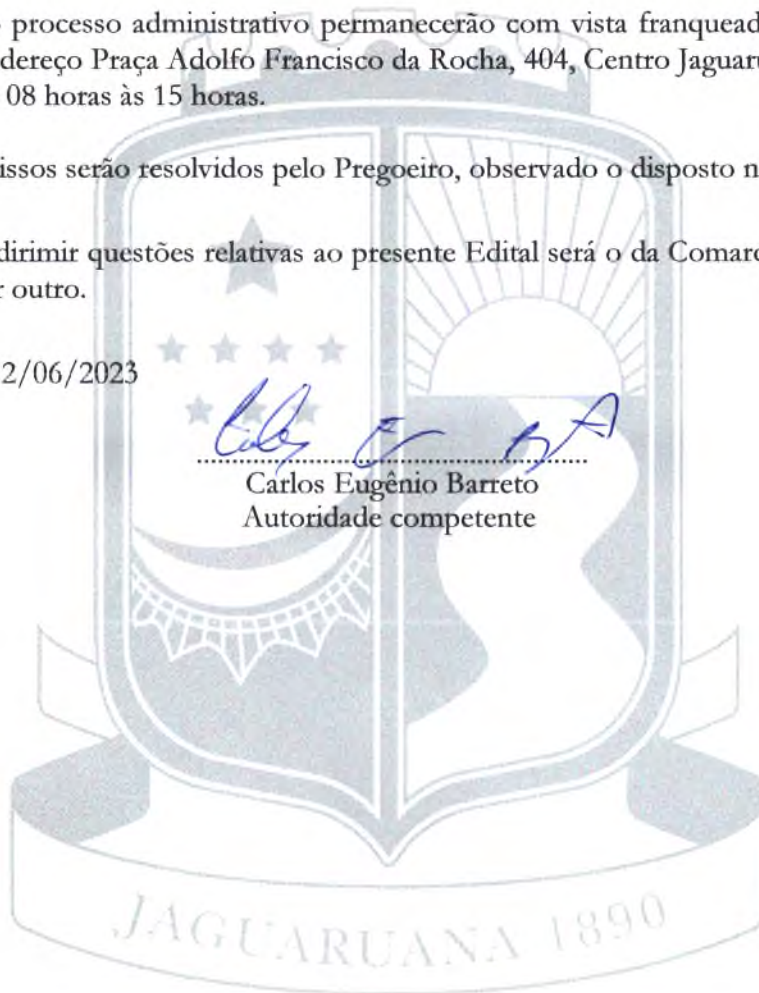 processo administrativo permanecerão com vista franquead
dereço Praça Adolfo Francisco da Rocha, 404, Centro Jaguaru
08 horas às 15 horas.
issos serão resolvidos pelo Pregoeiro, observado o disposto n
dirimir questões relativas ao presente Edital será o da Comarc
r outro.
2/06/2023
Carlos Eugênio Barreto
Autoridade competente
JAGUARUANA 1890